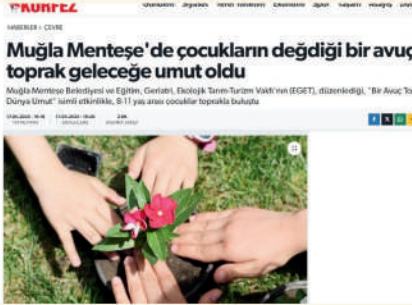 KÖRFEZ
HABERLER › ÇEVRE
Muğla Menteşe'de çocukların değdiği bir avuç
toprak geleceğe umut oldu
Muğla Menteşe Belediyesi ve Eğitim, Geriatri, Ekolojik Tarım-Turizm Vakfı'nın (EGET), düzenlediği, "Bir Avuç To
Dünya Umut" isimli etkinlikte, 8-11 yaş arası çocuklar toprakla buluştu